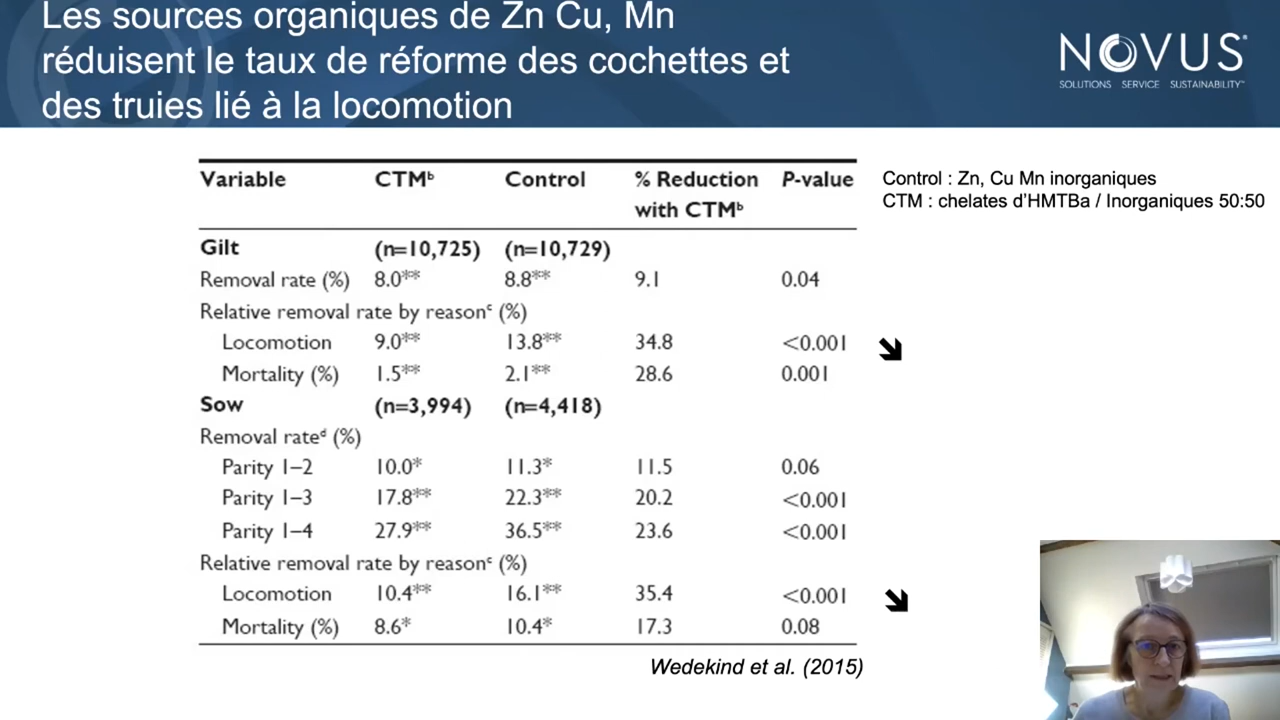 Les sources organiques de Zn Cu, Mn
réduisent le taux de réforme des cochettes et
des truies lié à la locomotion
NOVUS®
SOLUTIONS SERVICE SUSTAINABILITY™
Variable CTMᵇ Control % Reduction with CTMᵇ P-value
Gilt (n=10,725) (n=10,729)
Removal rate (%) 8.0** 8.8** 9.1 0.04
Relative removal rate by reasonᶜ (%)
Locomotion 9.0** 13.8** 34.8 <0.001
Mortality (%) 1.5** 2.1** 28.6 0.001
Sow (n=3,994) (n=4,418)
Removal rateᵈ (%)
Parity 1–2 10.0* 11.3* 11.5 0.06
Parity 1–3 17.8** 22.3** 20.2 <0.001
Parity 1–4 27.9** 36.5** 23.6 <0.001
Relative removal rate by reasonᶜ (%)
Locomotion 10.4** 16.1** 35.4 <0.001
Mortality (%) 8.6* 10.4* 17.3 0.08
Control : Zn, Cu Mn inorganiques
CTM : chelates d’HMTBa / Inorganiques 50:50
Wedekind et al. (2015)